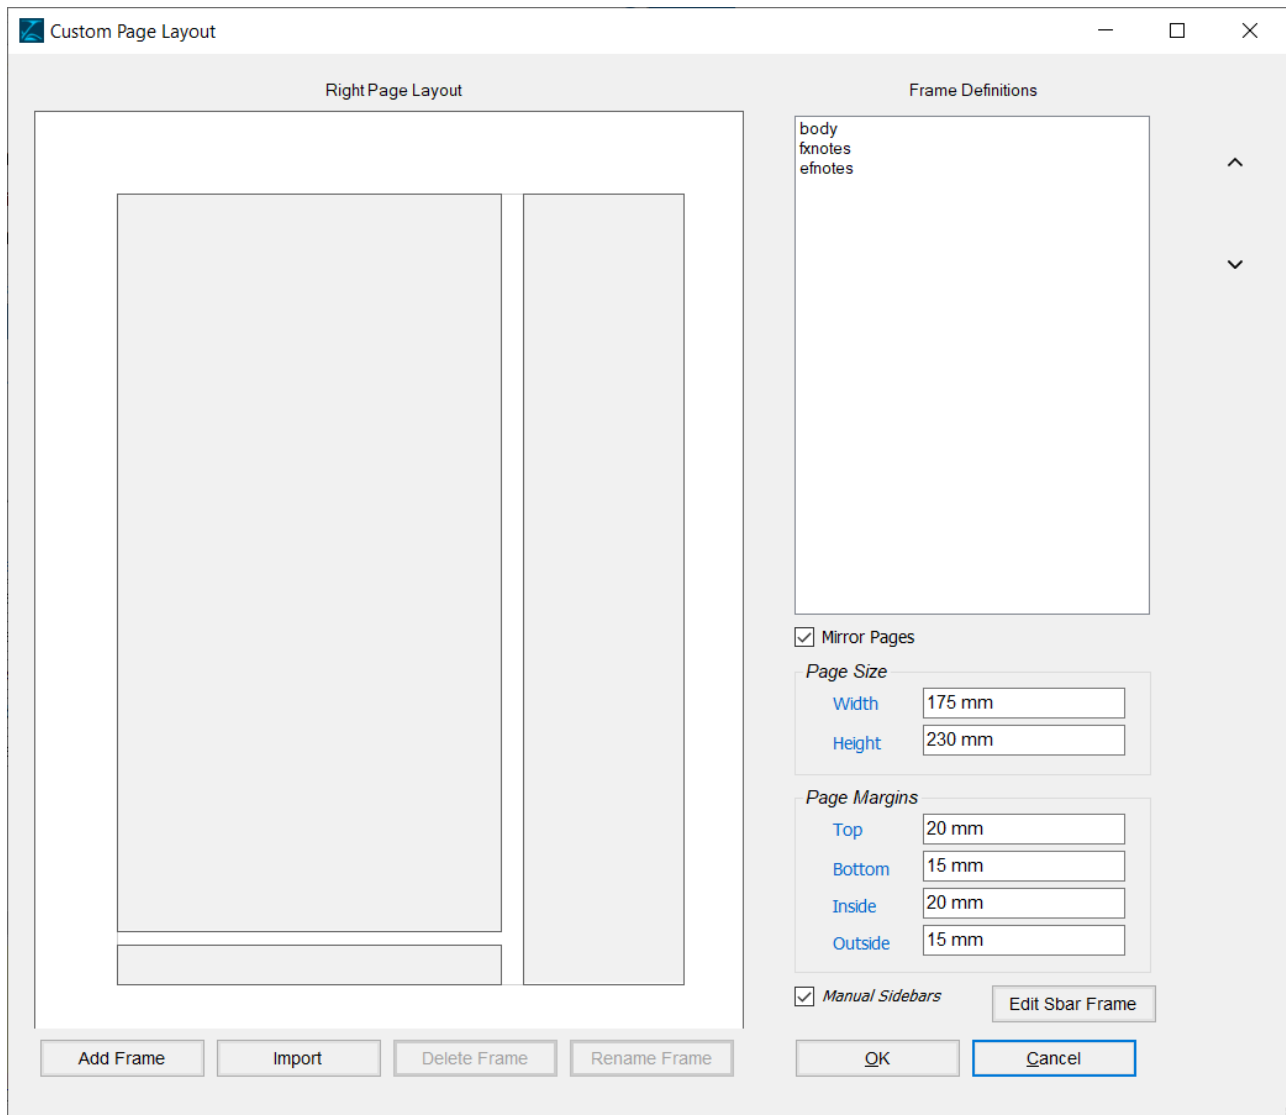 Custom Page Layout
Right Page Layout
Frame Definitions
body
fxnotes
efnotes
Mirror Pages
Page Size
Width 175 mm
Height 230 mm
Page Margins
Top 20 mm
Bottom 15 mm
Inside 20 mm
Outside 15 mm
Manual Sidebars Edit Sbar Frame
Add Frame Import Delete Frame Rename Frame OK Cancel